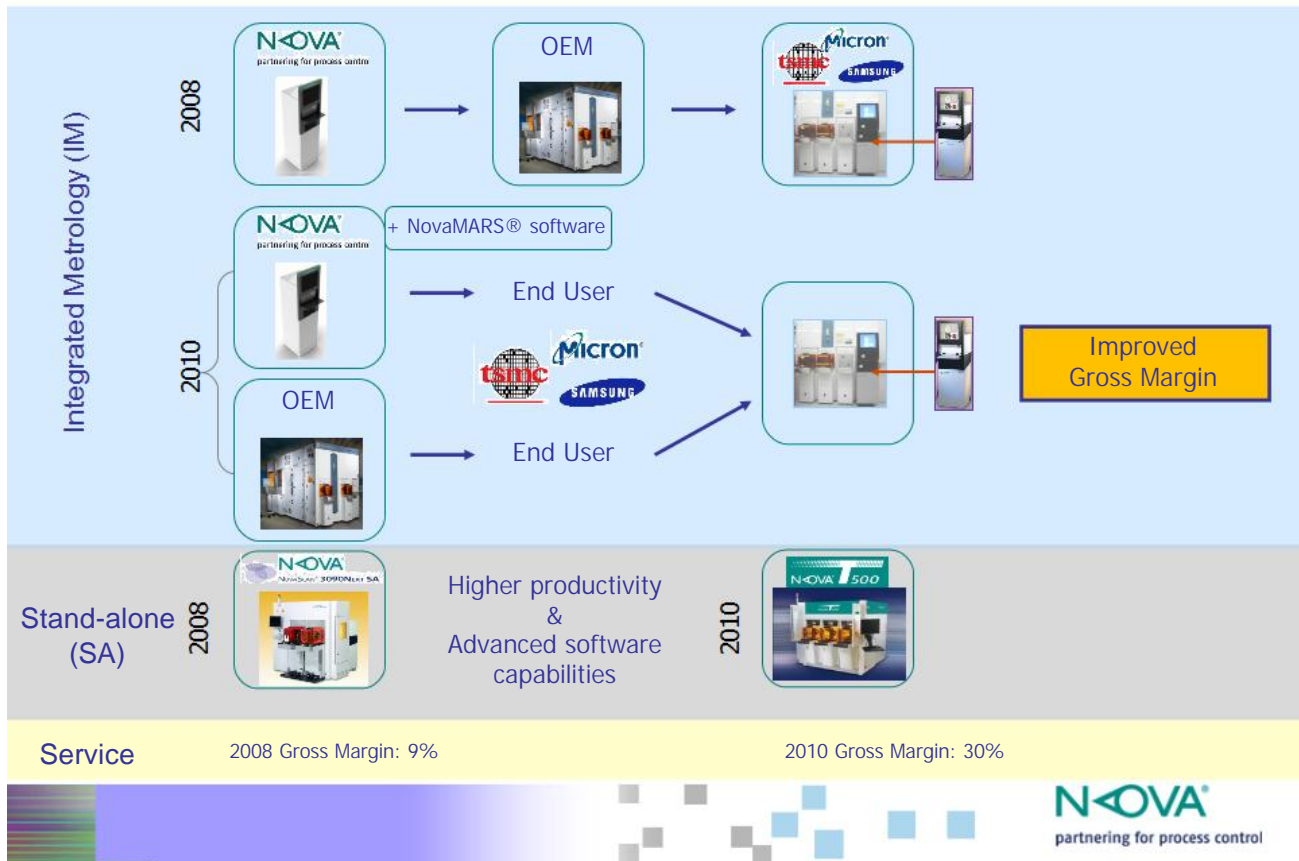 Integrated Metrology (IM)
2008
NOVA®
partnering for process control
OEM
Micron®
tsmc
SAMSUNG
2010
NOVA®
partnering for process control
+ NovaMARS® software
End User
Micron®
tsmc
SAMSUNG
OEM
End User
Improved
Gross Margin
Stand-alone
(SA)
2008
NOVA®
NovaScan® 3090Next SA
Higher productivity
&
Advanced software
capabilities
2010
NOVA® T500
Service
2008 Gross Margin: 9%
2010 Gross Margin: 30%
NOVA®
partnering for process control